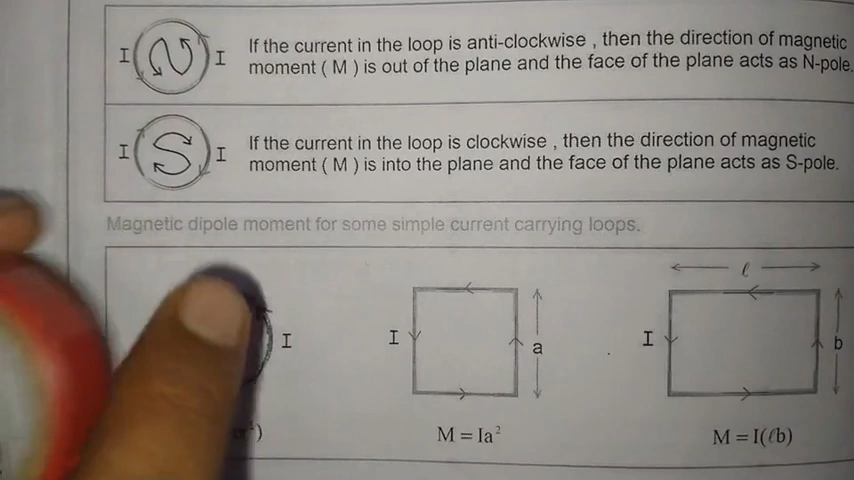 I I If the current in the loop is anti-clockwise , then the direction of magnetic
moment ( M ) is out of the plane and the face of the plane acts as N-pole.
I I If the current in the loop is clockwise , then the direction of magnetic
moment ( M ) is into the plane and the face of the plane acts as S-pole.
Magnetic dipole moment for some simple current carrying loops.
ℓ
I I a I b
M = Ia² M = I(ℓb)